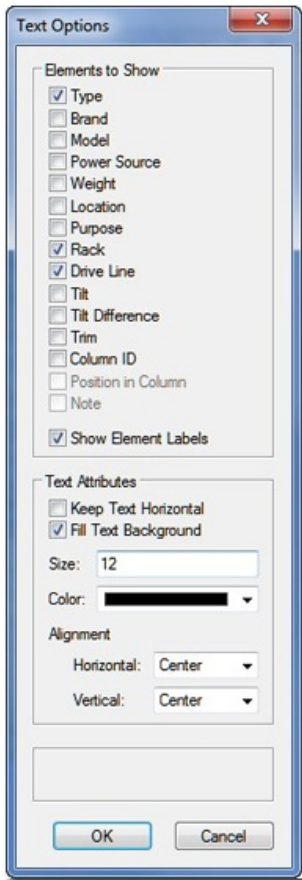 Text Options
Elements to Show
Type
Brand
Model
Power Source
Weight
Location
Purpose
Rack
Drive Line
Tilt
Tilt Difference
Trim
Column ID
Position in Column
Note
Show Element Labels
Text Attributes
Keep Text Horizontal
Fill Text Background
Size: 12
Color:
Alignment
Horizontal: Center
Vertical: Center
OK Cancel